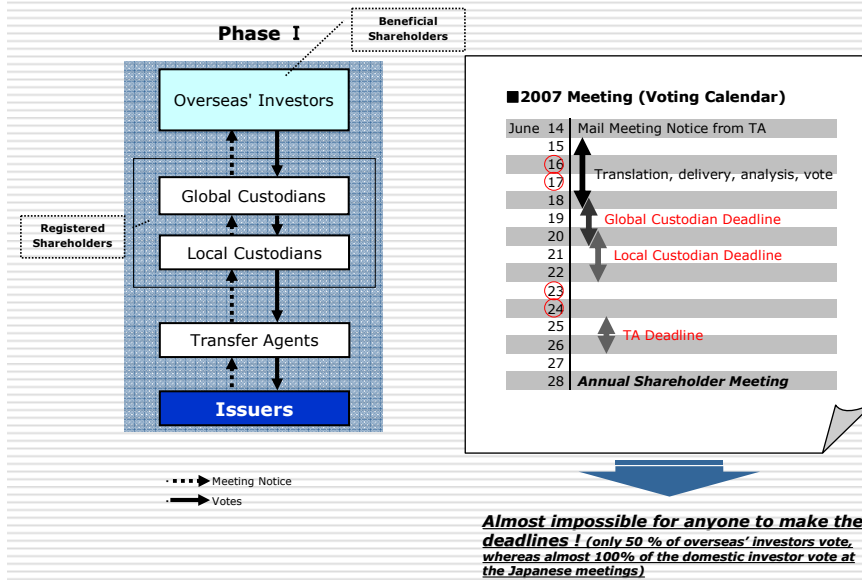 Phase I
Beneficial
Shareholders
Overseas' Investors
Global Custodians
Registered
Shareholders
Local Custodians
Transfer Agents
Issuers
Meeting Notice
Votes
■2007 Meeting (Voting Calendar)
June 14 Mail Meeting Notice from TA
15
16
Translation, delivery, analysis, vote
17
18
19 Global Custodian Deadline
20
21 Local Custodian Deadline
22
23
24
25
TA Deadline
26
27
28 Annual Shareholder Meeting
Almost impossible for anyone to make the
deadlines ! (only 50 % of overseas' investors vote,
whereas almost 100% of the domestic investor vote at
the Japanese meetings)